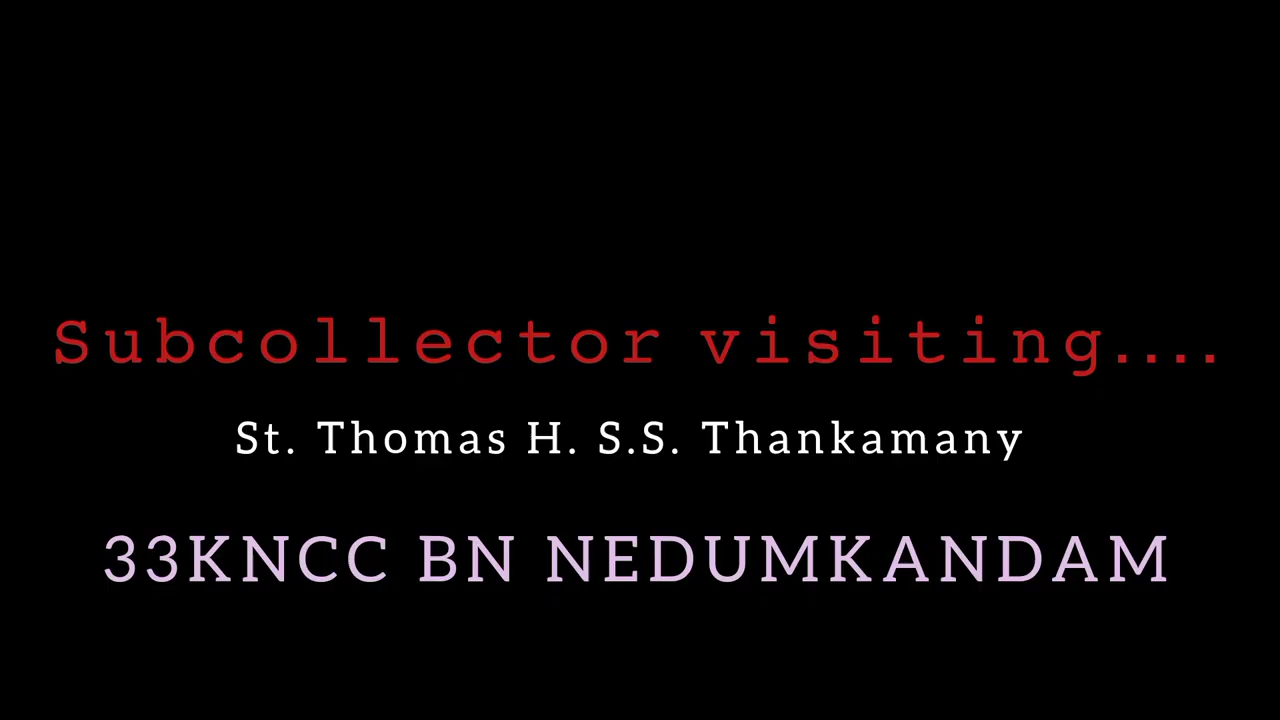 Subcollector visiting....
St. Thomas H. S.S. Thankamany
33KNCC BN NEDUMKANDAM